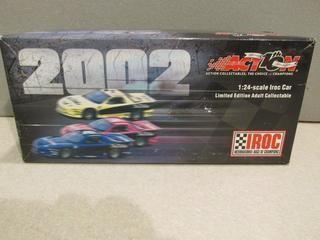 2002
ACTION
ACTION COLLECTABLES: THE CHOICE of CHAMPIONS
1:24-scale Iroc Car
Limited Edition Adult Collectable
IROC
INTERNATIONAL RACE OF CHAMPIONS